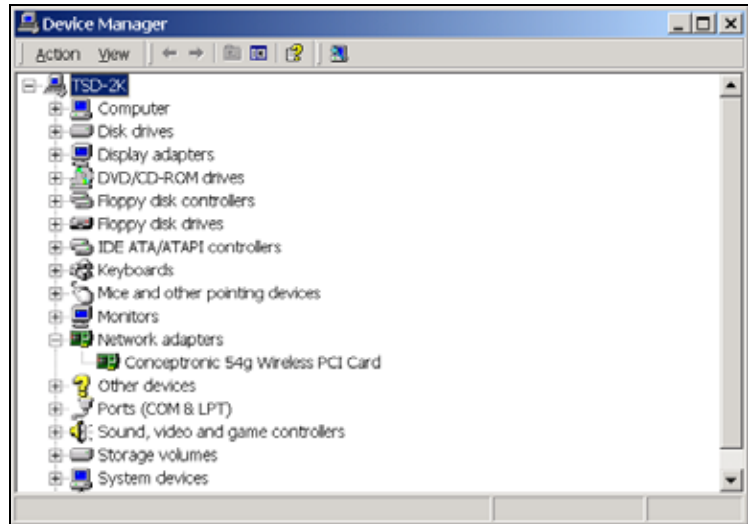 Device Manager
Action View
TSD-2K
Computer
Disk drives
Display adapters
DVD/CD-ROM drives
Floppy disk controllers
Floppy disk drives
IDE ATA/ATAPI controllers
Keyboards
Mice and other pointing devices
Monitors
Network adapters
Conceptronic 54g Wireless PCI Card
Other devices
Ports (COM & LPT)
Sound, video and game controllers
Storage volumes
System devices